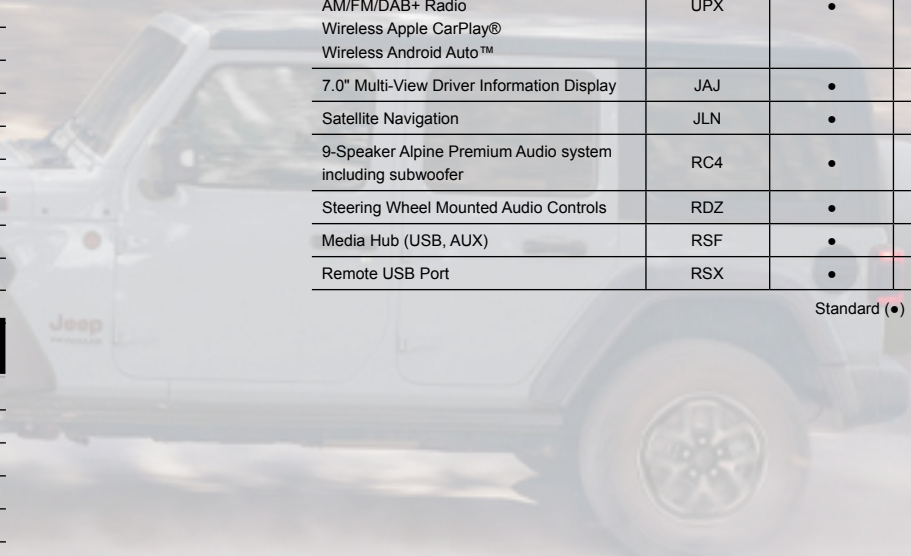 AM/FM/DAB+ Radio UPX ●
Wireless Apple CarPlay®
Wireless Android Auto™
7.0" Multi-View Driver Information Display JAJ ●
Satellite Navigation JLN ●
9-Speaker Alpine Premium Audio system
including subwoofer RC4 ●
Steering Wheel Mounted Audio Controls RDZ ●
Media Hub (USB, AUX) RSF ●
Remote USB Port RSX ●
Standard (●)
Jeep